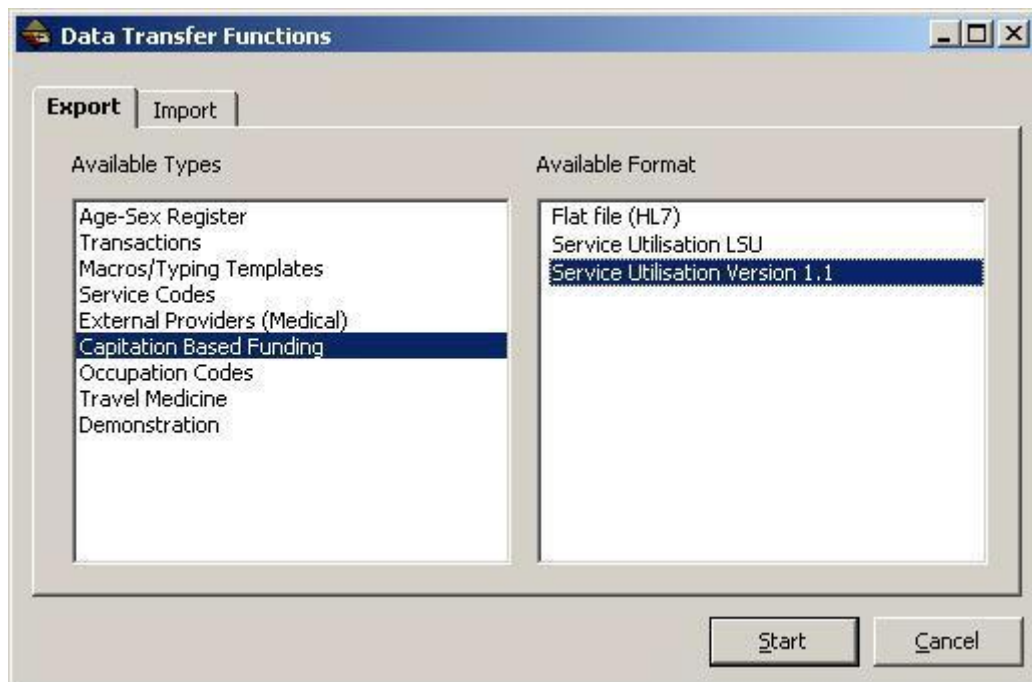 Data Transfer Functions
Export
Import
Available Types
Age-Sex Register
Transactions
Macros/Typing Templates
Service Codes
External Providers (Medical)
Capitation Based Funding
Occupation Codes
Travel Medicine
Demonstration
Available Format
Flat file (HL7)
Service Utilisation LSU
Service Utilisation Version 1.1
Start
Cancel